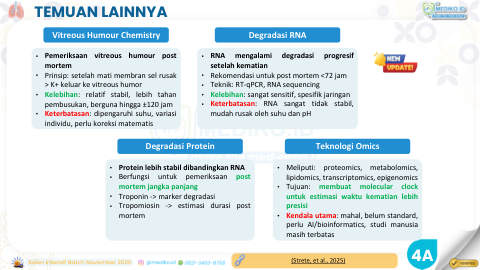 TEMUAN LAINNYA
MEDIKO.ID
Vitreous Humour Chemistry
• Pemeriksaan vitreous humour post
mortem
• Prinsip: setelah mati membran sel rusak
> K+ keluar ke vitreous humor
• Kelebihan: relatif stabil, lebih tahan
pembusukan, berguna hingga ±120 jam
• Keterbatasan: dipengaruhi suhu, variasi
individu, perlu koreksi matematis
Degradasi RNA
• RNA mengalami degradasi progresif
setelah kematian
• Rekomendasi untuk post mortem <72 jam
• Teknik: RT-qPCR, RNA sequencing
• Kelebihan: sangat sensitif, spesifik jaringan
• Keterbatasan: RNA sangat tidak stabil,
mudah rusak oleh suhu dan pH
NEW
UPDATE!
Degradasi Protein
• Protein lebih stabil dibandingkan RNA
• Berfungsi untuk pemeriksaan post
mortem jangka panjang
• Troponin -> marker degradasi
• Tropomiosin -> estimasi durasi post
mortem
Teknologi Omics
• Meliputi: proteomics, metabolomics,
lipidomics, transcriptomics, epigenomics
• Tujuan: membuat molecular clock
untuk estimasi waktu kematian lebih
presisi
• Kendala utama: mahal, belum standard,
perlu AI/bioinformatics, studi manusia
masih terbatas
(Strete, et al., 2025)
4A